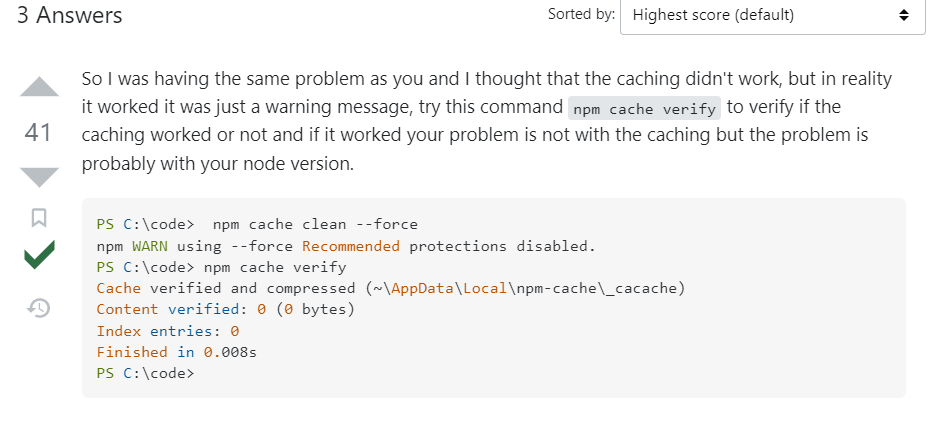 3 Answers
Sorted by: Highest score (default)
So I was having the same problem as you and I thought that the caching didn't work, but in reality
it worked it was just a warning message, try this command npm cache verify to verify if the
41
caching worked or not and if it worked your problem is not with the caching but the problem is
probably with your node version.
PS C:\code>  npm cache clean --force
npm WARN using --force Recommended protections disabled.
PS C:\code> npm cache verify
Cache verified and compressed (~\AppData\Local\npm-cache\_cacache)
Content verified: 0 (0 bytes)
Index entries: 0
Finished in 0.008s
PS C:\code>